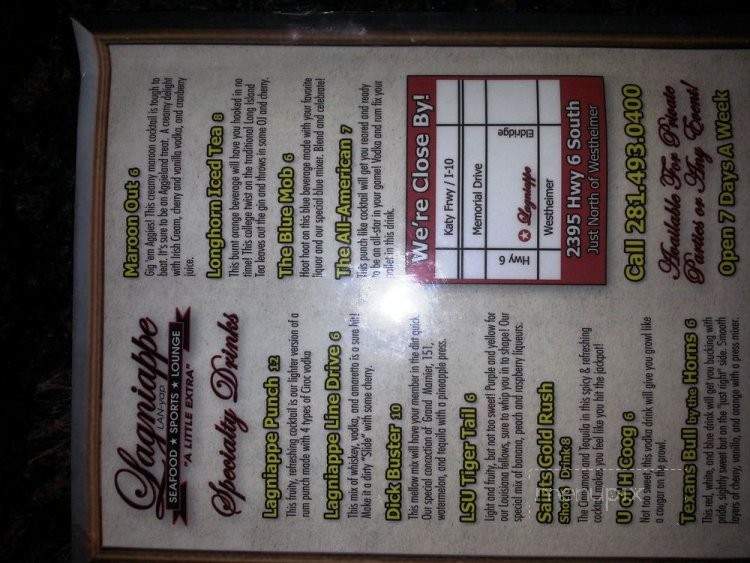 Lagniappe
LAN-yap
SEAFOOD ★ SPORTS ★ LOUNGE
"A LITTLE EXTRA"
Specialty Drinks
Lagniappe Punch 12
This fruity, refreshing cocktail is our lighter version of a
rum punch made with 4 types of Ciroc vodka
Lagniappe Line Drive 6
This mix of whiskey, vodka, and amaretto is a sure hit!
Make it a dirty "Slide" with some cherry.
Dick Buster 10
This mellow mix will have your member in the dirt quick.
Our special concoction of Grand Marnier, 151,
watermelon, and tequila with a pineapple press.
LSU Tiger Tail 6
Light and fruity, but not too sweet! Purple and yellow for
our Louisiana fellows, sure to whip you in to shape! Our
special mix of banana, peach and raspberry liqueurs.
Saints Gold Rush
Shot 5 Drink 8
The Cinnamon and Tequila in this spicy & refreshing
cocktail makes you feel like you hit the jackpot!
U of H Coog 6
Not too sweet, this vodka drink will give you growl like
a cougar on the prowl.
Texans Bull by the Horns 6
This red, white, and blue drink will get you bucking with
pride, slightly sweet but on the "just right" side. Smooth
layers of cherry, vanilla, and orange with a press mixer.
Maroon Out 6
Gig 'em Aggies! This creamy maroon cocktail is tough to
beat. It's sure to be an Aggieland treat. A creamy delight
with Irish Cream, cherry and vanilla vodka, and cranberry
juice.
Longhorn Iced Tea 8
This burnt orange beverage will have you hooked in no
time! This college twist on the traditional Long Island
Tea leaves out the gin and throws in some OJ and cherry.
The Blue Mob 6
Hoot hoot on this blue beverage made with your favorite
liquor and our special blue mixer. Blend and celebrate!
The All-American 7
This punch like cocktail will get you reared and ready
to be an all-star in your game! Vodka and rum fix your
pallet in this drink.
We're Close By!
Katy Frwy / I-10
Memorial Drive
Hwy 6
Lagniappe
Eldridge
Westheimer
2395 Hwy 6 South
Just North of Westheimer
Call 281.493.0400
Available For Private
Parties or Any Event!
Open 7 Days A Week
menupix